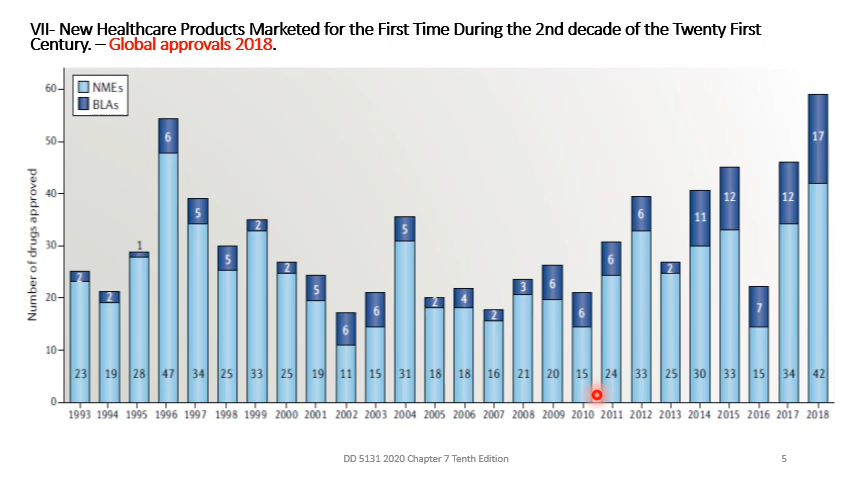 VII- New Healthcare Products Marketed for the First Time During the 2nd decade of the Twenty First
Century. – Global approvals 2018.
NMEs
BLAs
Number of drugs approved
60
50
40
30
20
10
0
2 2 1 6 5 5 2 2 5 6 6 5 2 4 2 3 6 6 6 6 2 11 12 7 12 17
23 19 28 47 34 25 33 25 19 11 15 31 18 18 16 21 20 15 24 33 25 30 33 15 34 42
1993 1994 1995 1996 1997 1998 1999 2000 2001 2002 2003 2004 2005 2006 2007 2008 2009 2010 2011 2012 2013 2014 2015 2016 2017 2018
DD 5131 2020 Chapter 7 Tenth Edition
5